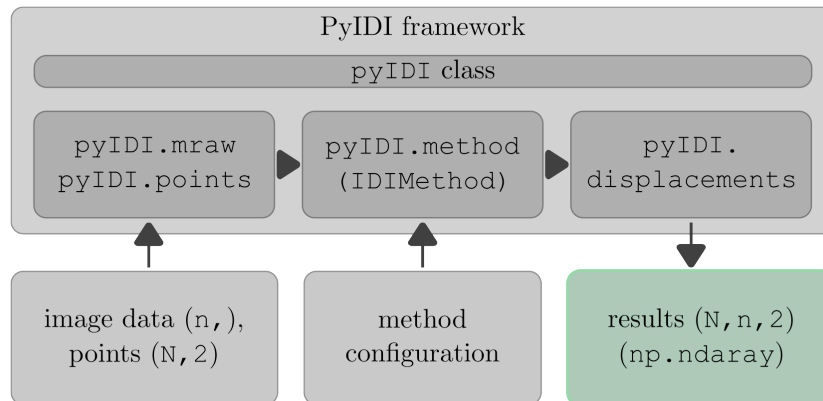 PyIDI framework
pyIDI class
pyIDI.mraw
pyIDI.points
pyIDI.method
(IDIMethod)
pyIDI.
displacements
image data (n,),
points (N,2)
method
configuration
results (N,n,2)
(np.ndaray)